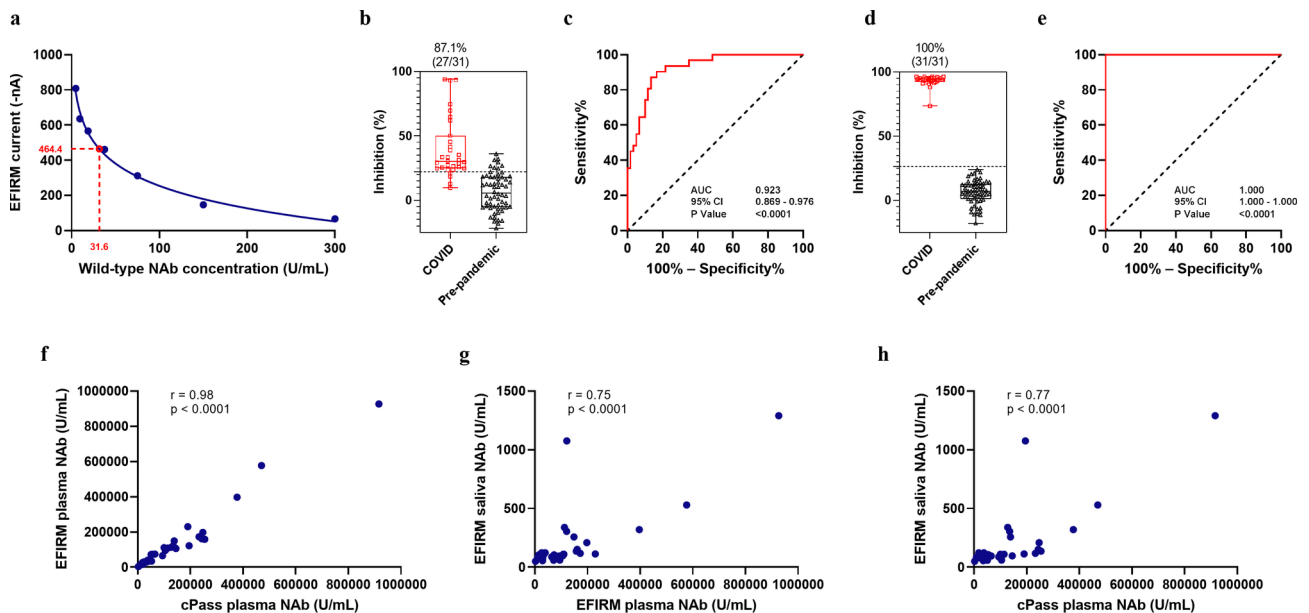 a
1000
800
600
400
200
0
464.4
31.6
0
100
200
300
EFIRM current (-nA)
Wild-type NAb concentration (U/mL)
b
87.1%
(27/31)
100
50
0
Inhibition (%)
COVID
Pre-pandemic
c
100
80
60
40
20
0
Sensitivity%
AUC 0.923
95% CI 0.869 - 0.976
P Value <0.0001
0 20 40 60 80 100
100% – Specificity%
d
100%
(31/31)
100
50
0
Inhibition (%)
COVID
Pre-pandemic
e
100
80
60
40
20
0
Sensitivity%
AUC 1.000
95% CI 1.000 - 1.000
P Value <0.0001
0 20 40 60 80 100
100% – Specificity%
f
r = 0.98
p < 0.0001
1000000
800000
600000
400000
200000
0
EFIRM plasma NAb (U/mL)
0 200000 400000 600000 800000 1000000
cPass plasma NAb (U/mL)
g
r = 0.75
p < 0.0001
1500
1000
500
0
EFIRM saliva NAb (U/mL)
0 200000 400000 600000 800000 1000000
EFIRM plasma NAb (U/mL)
h
r = 0.77
p < 0.0001
1500
1000
500
0
EFIRM saliva NAb (U/mL)
0 200000 400000 600000 800000 1000000
cPass plasma NAb (U/mL)